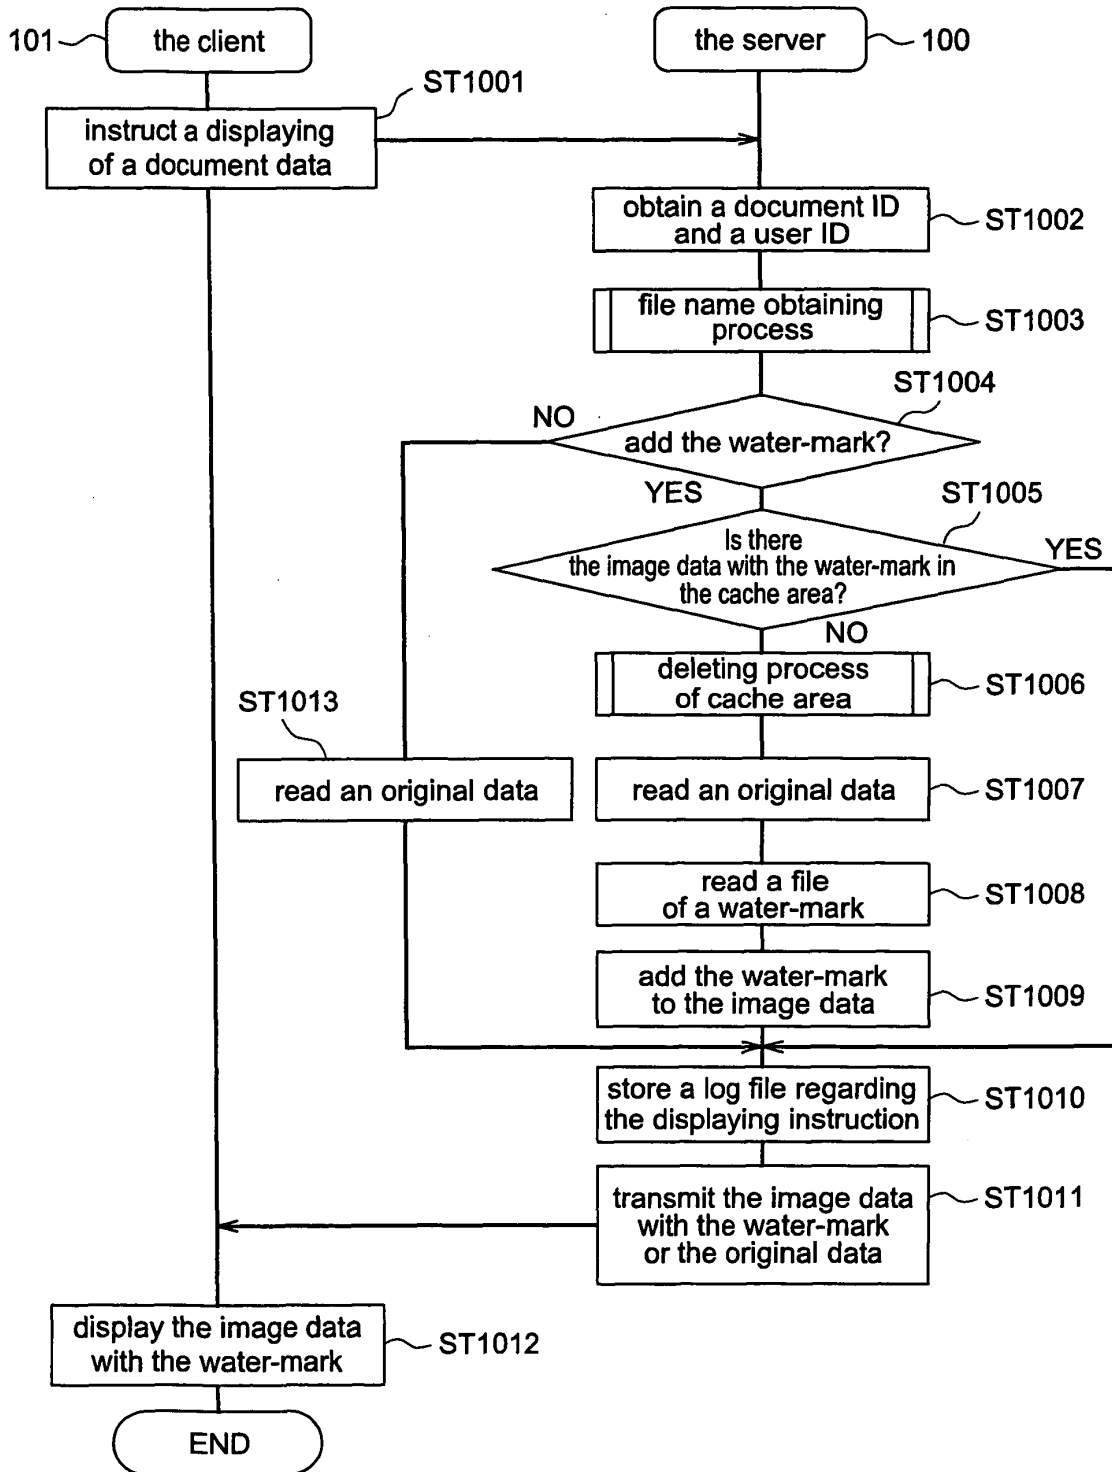 101
the client
the server
100
ST1001
instruct a displaying
of a document data
obtain a document ID
and a user ID
ST1002
file name obtaining
process
ST1003
ST1004
NO
add the water-mark?
YES
ST1005
Is there
the image data with the water-mark in
the cache area?
YES
NO
deleting process
of cache area
ST1006
ST1013
read an original data
read an original data
ST1007
read a file
of a water-mark
ST1008
add the water-mark
to the image data
ST1009
store a log file regarding
the displaying instruction
ST1010
transmit the image data
with the water-mark
or the original data
ST1011
display the image data
with the water-mark
ST1012
END